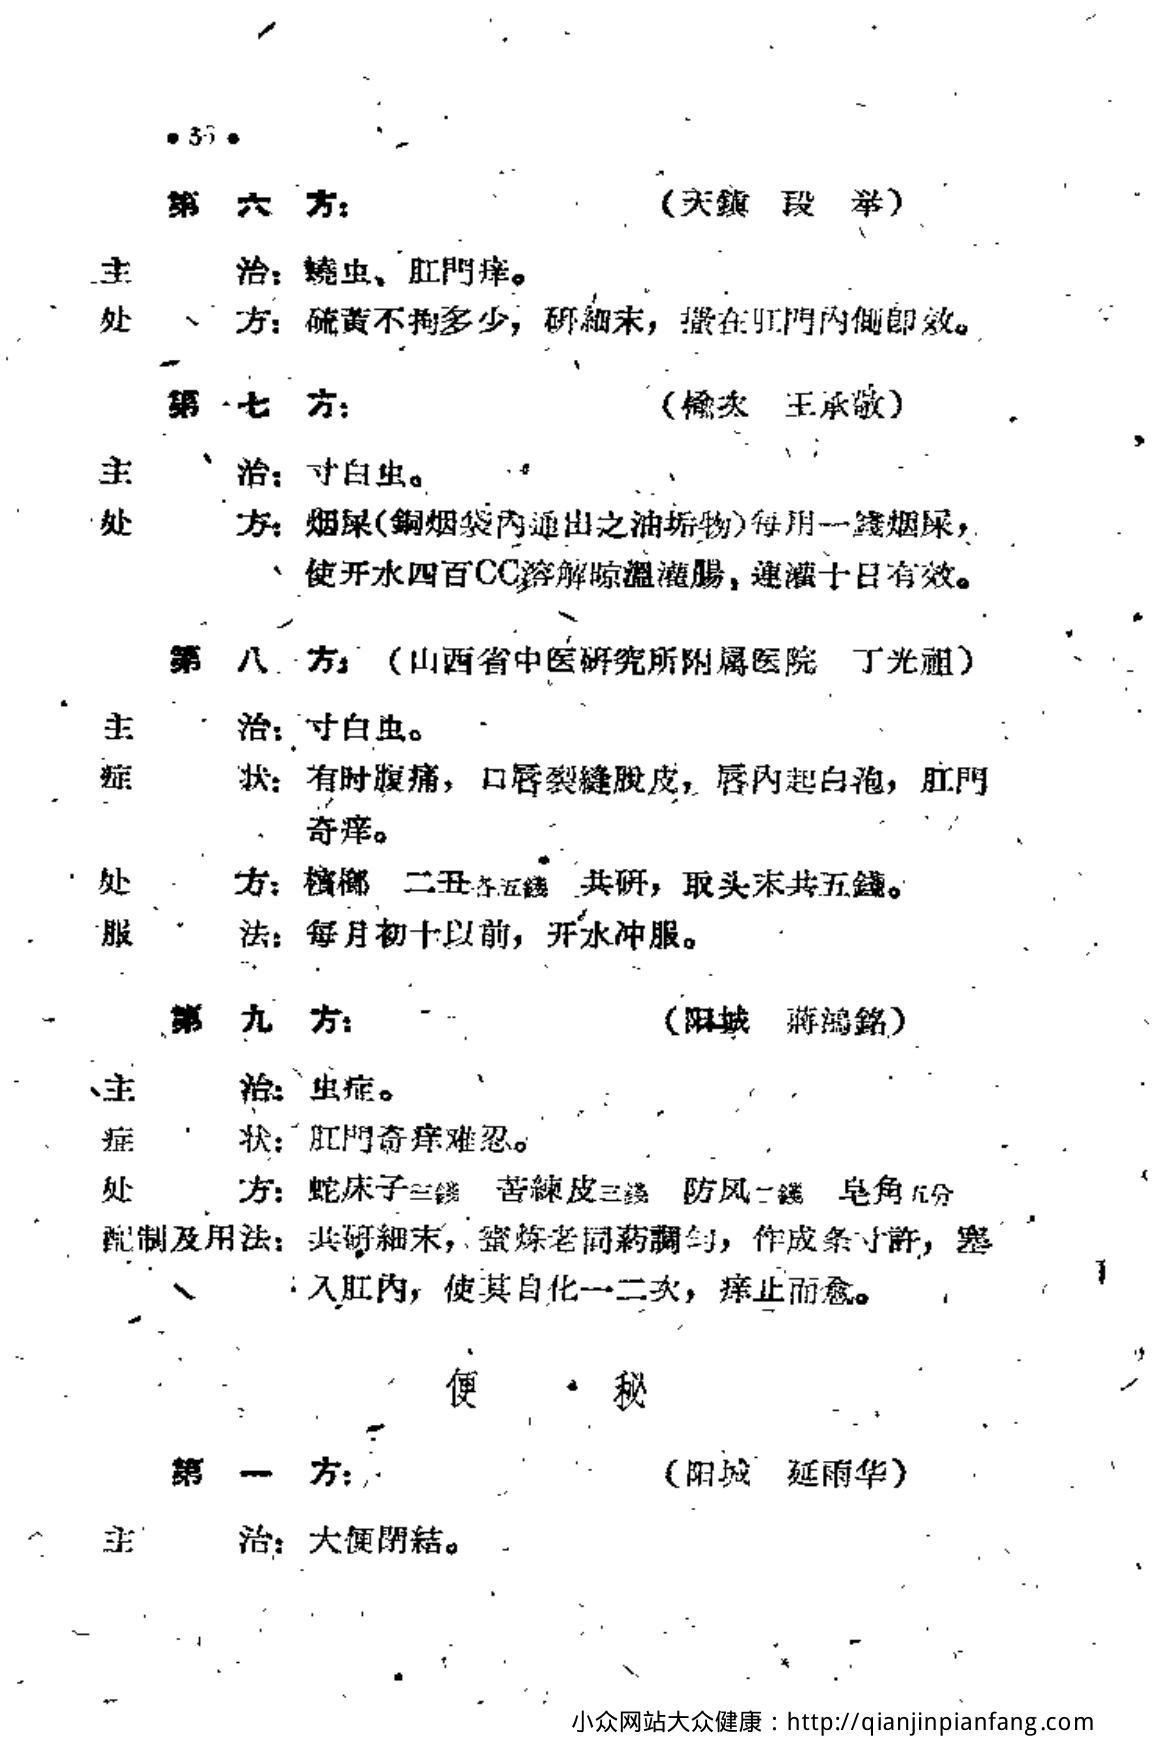 •36•
第 六 方： （天鎮 段 举）
主 治：蟯虫、肛門痒。
处 方：硫黄不拘多少，研細末，撒在肛門內側卽效。
第 七 方： （榆次 王承敬）
主 治：寸白虫。
处 方：烟屎（銅烟袋內通出之油垢物）每用一錢烟屎，
使开水四百CC溶解晾溫灌腸，連灌十日有效。
第 八 方：（山西省中医研究所附屬医院 丁光祖）
主 治：寸白虫。
症 状：有时腹痛，口唇裂縫脫皮，唇內起白泡，肛門
奇痒。
处 方：檳榔 二丑各五錢 共研，取头末共五錢。
服 法：每月初十以前，开水冲服。
第 九 方： （阳城 蔣鴻銘）
主 治：虫症。
症 状：肛門奇痒难忍。
处 方：蛇床子三錢 苦練皮三錢 防风二錢 皂角五分
配制及用法：共研細末，蜜炼老同葯調勻，作成条寸許，塞
入肛內，使其自化一二次，痒止而愈。
便 秘
第 一 方： （阳城 延雨华）
主 治：大便閉結。
小众网站大众健康：http://qianjinpianfang.com